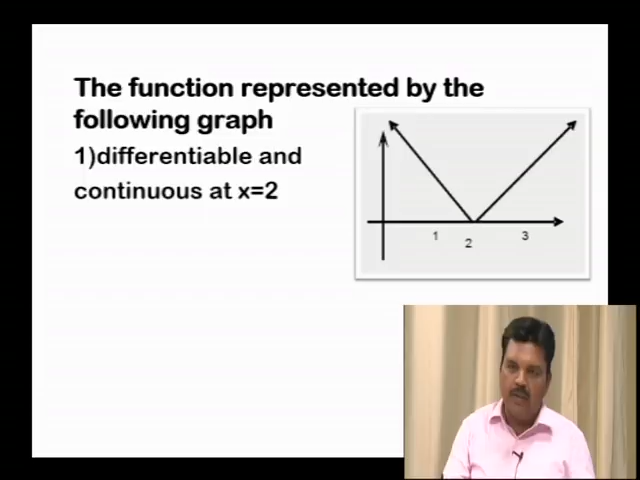 The function represented by the
following graph
1)differentiable and
continuous at x=2
1
2
3